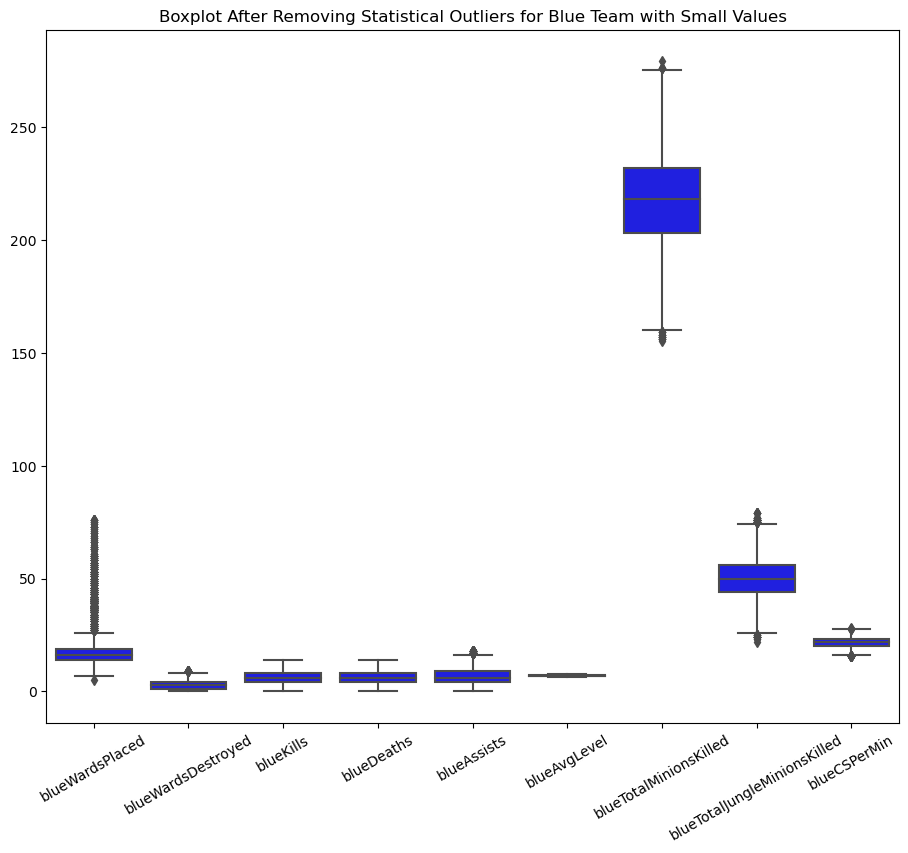 Boxplot After Removing Statistical Outliers for Blue Team with Small Values
250
200
150
100
50
0
blueWardsPlaced
blueWardsDestroyed
blueKills
blueDeaths
blueAssists
blueAvgLevel
blueTotalMinionsKilled
blueTotalJungleMinionsKilled
blueCSPerMin